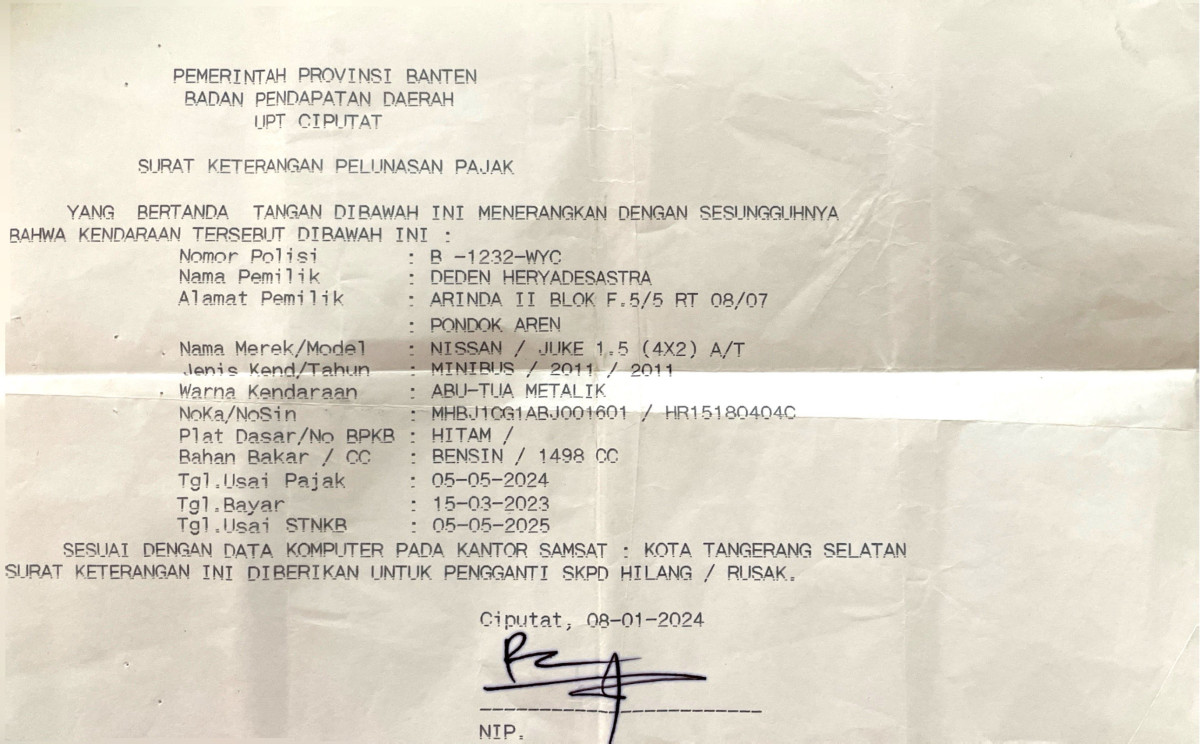 PEMERINTAH PROVINSI BANTEN
BADAN PENDAPATAN DAERAH
UPT CIPUTAT
SURAT KETERANGAN PELUNASAN PAJAK
YANG BERTANDA TANGAN DIBAWAH INI MENERANGKAN DENGAN SESUNGGUHNYA
BAHWA KENDARAAN TERSEBUT DIBAWAH INI :
Nomor Polisi : B -1232-WYC
Nama Pemilik : DEDEN HERYADESASTRA
Alamat Pemilik : ARINDA II BLOK F.5/5 RT 08/07
: PONDOK AREN
Nama Merek/Model : NISSAN / JUKE 1.5 (4X2) A/T
Jenis Kend/Tahun : MINIBUS / 2011 / 2011
Warna Kendaraan : ABU-TUA METALIK
NoKa/NoSin : MHBJ1CG1ABJ001601 / HR15180404C
Plat Dasar/No BPKB : HITAM /
Bahan Bakar / CC : BENSIN / 1498 CC
Tgl.Usai Pajak : 05-05-2024
Tgl.Bayar : 15-03-2023
Tgl.Usai STNKB : 05-05-2025
SESUAI DENGAN DATA KOMPUTER PADA KANTOR SAMSAT : KOTA TANGERANG SELATAN
SURAT KETERANGAN INI DIBERIKAN UNTUK PENGGANTI SKPD HILANG / RUSAK.
Ciputat, 08-01-2024
NIP.